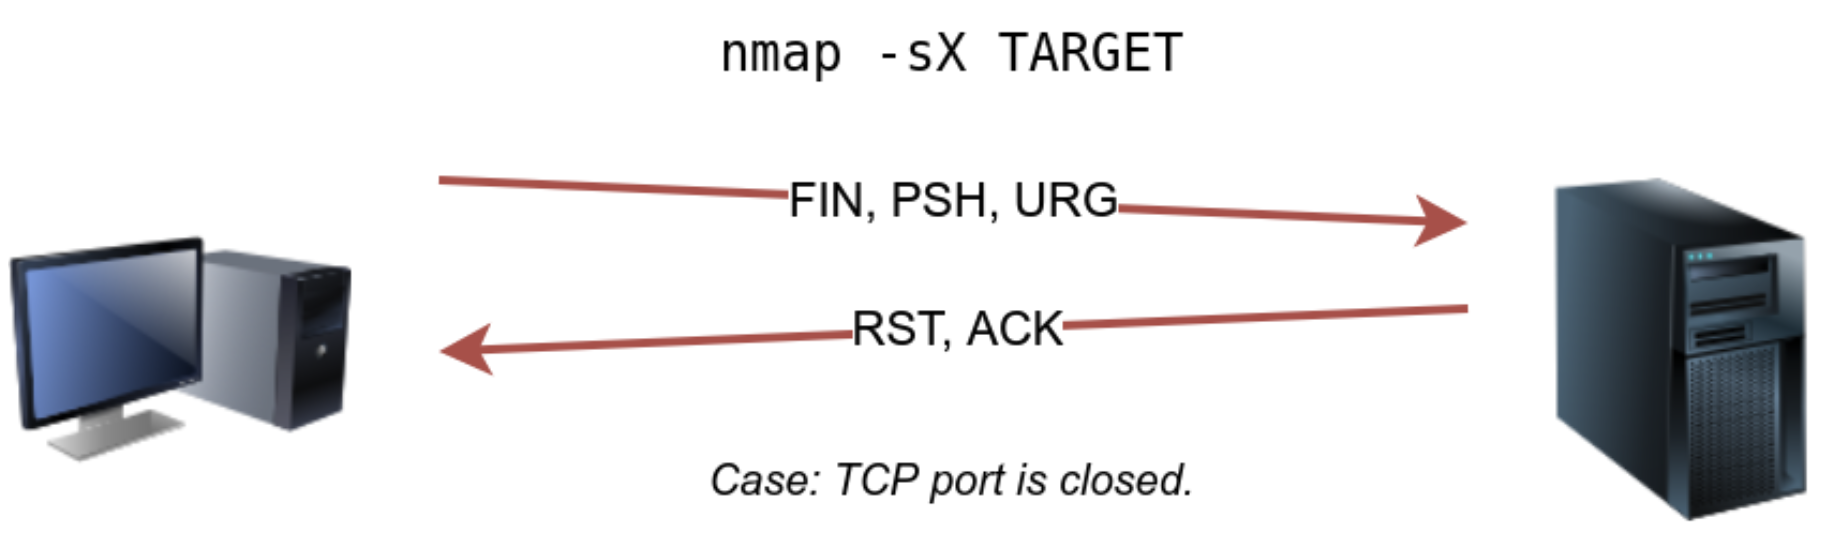 nmap -sX TARGET
FIN, PSH, URG
RST, ACK
Case: TCP port is closed.